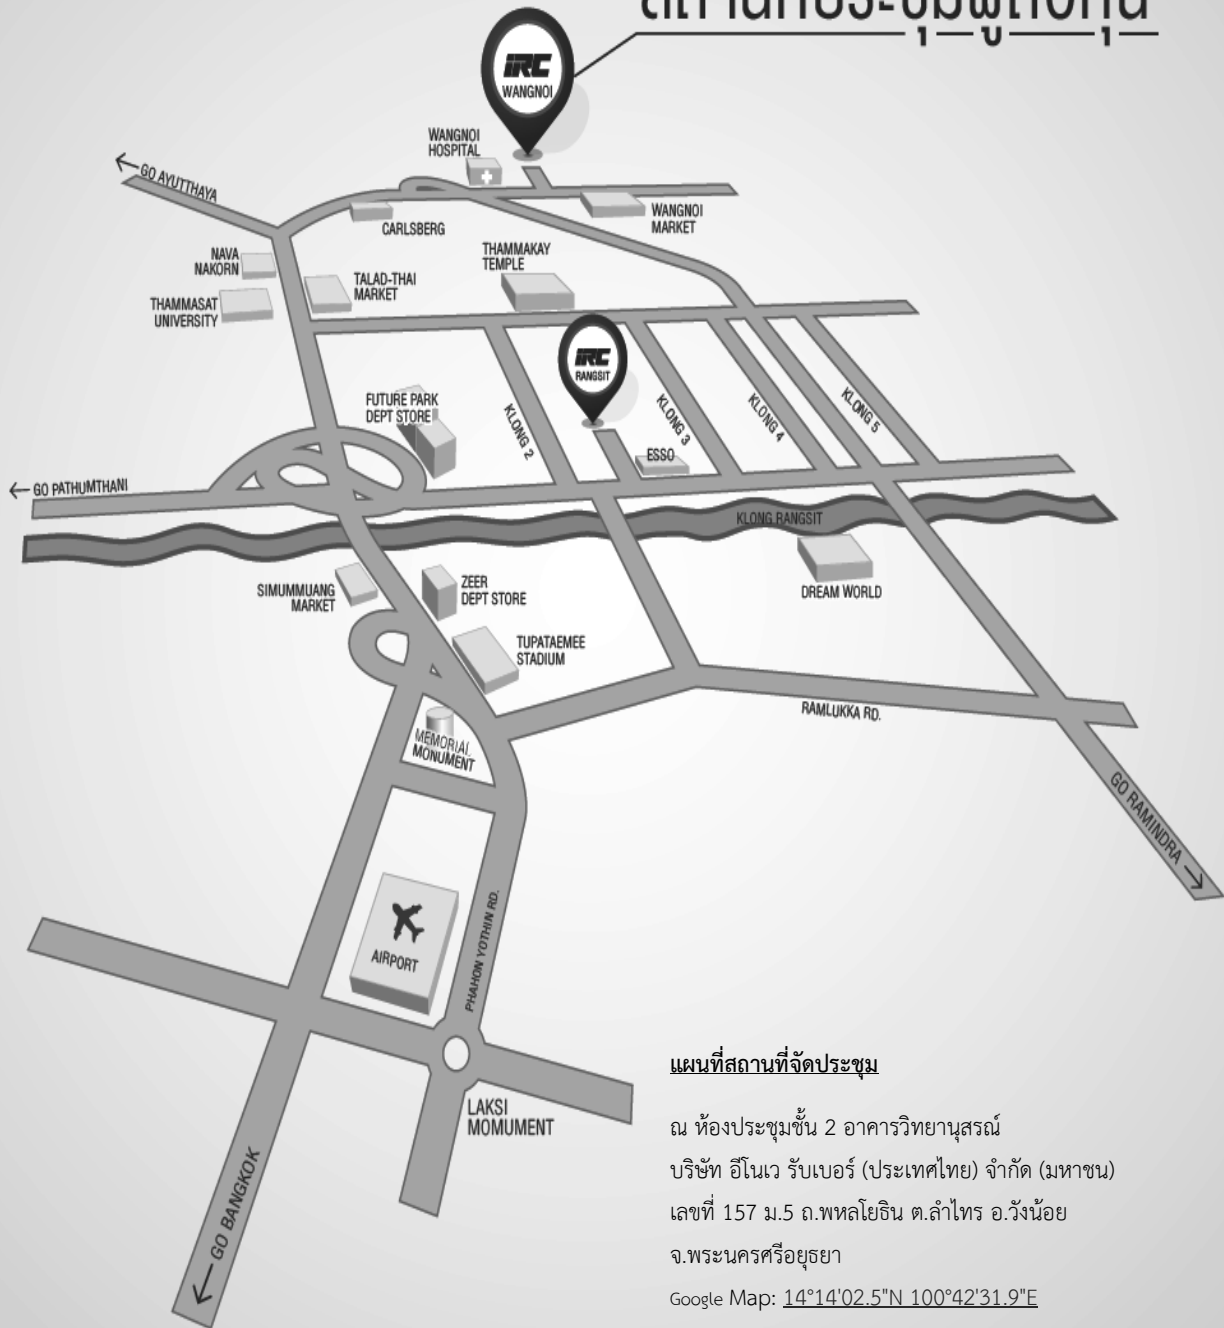 สถานที่ประชุมผู้ถือหุ้น
IRC
WANGNOI
WANGNOI
HOSPITAL
← GO AYUTTHAYA
CARLSBERG
WANGNOI
MARKET
NAVA
NAKORN
THAMMASAT
UNIVERSITY
TALAD-THAI
MARKET
THAMMAKAY
TEMPLE
IRC
RANGSIT
FUTURE PARK
DEPT STORE
KLONG 2
KLONG 3
KLONG 4
KLONG 5
ESSO
← GO PATHUMTHANI
KLONG RANGSIT
SIMUMMUANG
MARKET
ZEER
DEPT STORE
DREAM WORLD
TUPATAEMEE
STADIUM
RAMLUKKA RD.
MEMORIAL
MONUMENT
GO RAMINDRA →
AIRPORT
PHAHON YOTHIN RD.
LAKSI
MOMUMENT
← GO BANGKOK
แผนที่สถานที่จัดประชุม
ณ ห้องประชุมชั้น 2 อาคารวิทยานุสรณ์
บริษัท อีโนเว รับเบอร์ (ประเทศไทย) จำกัด (มหาชน)
เลขที่ 157 ม.5 ถ.พหลโยธิน ต.ลำไทร อ.วังน้อย
จ.พระนครศรีอยุธยา
Google Map: 14°14'02.5"N 100°42'31.9"E